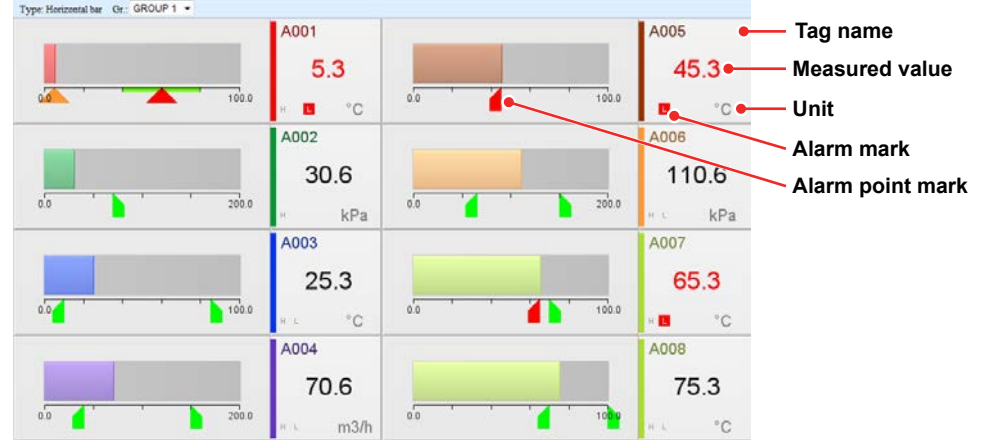 Type: Horizontal bar Gr.: GROUP 1
A001
5.3
0.0 100.0
H L °C
A005
45.3
0.0 100.0
L °C
Tag name
Measured value
Unit
Alarm mark
Alarm point mark
A002
30.6
0.0 200.0
H kPa
A006
110.6
0.0 200.0
H L kPa
A003
25.3
0.0 100.0
H L °C
A007
65.3
0.0 100.0
H L °C
A004
70.6
0.0 200.0
H L m3/h
A008
75.3
0.0 100.0
H L °C